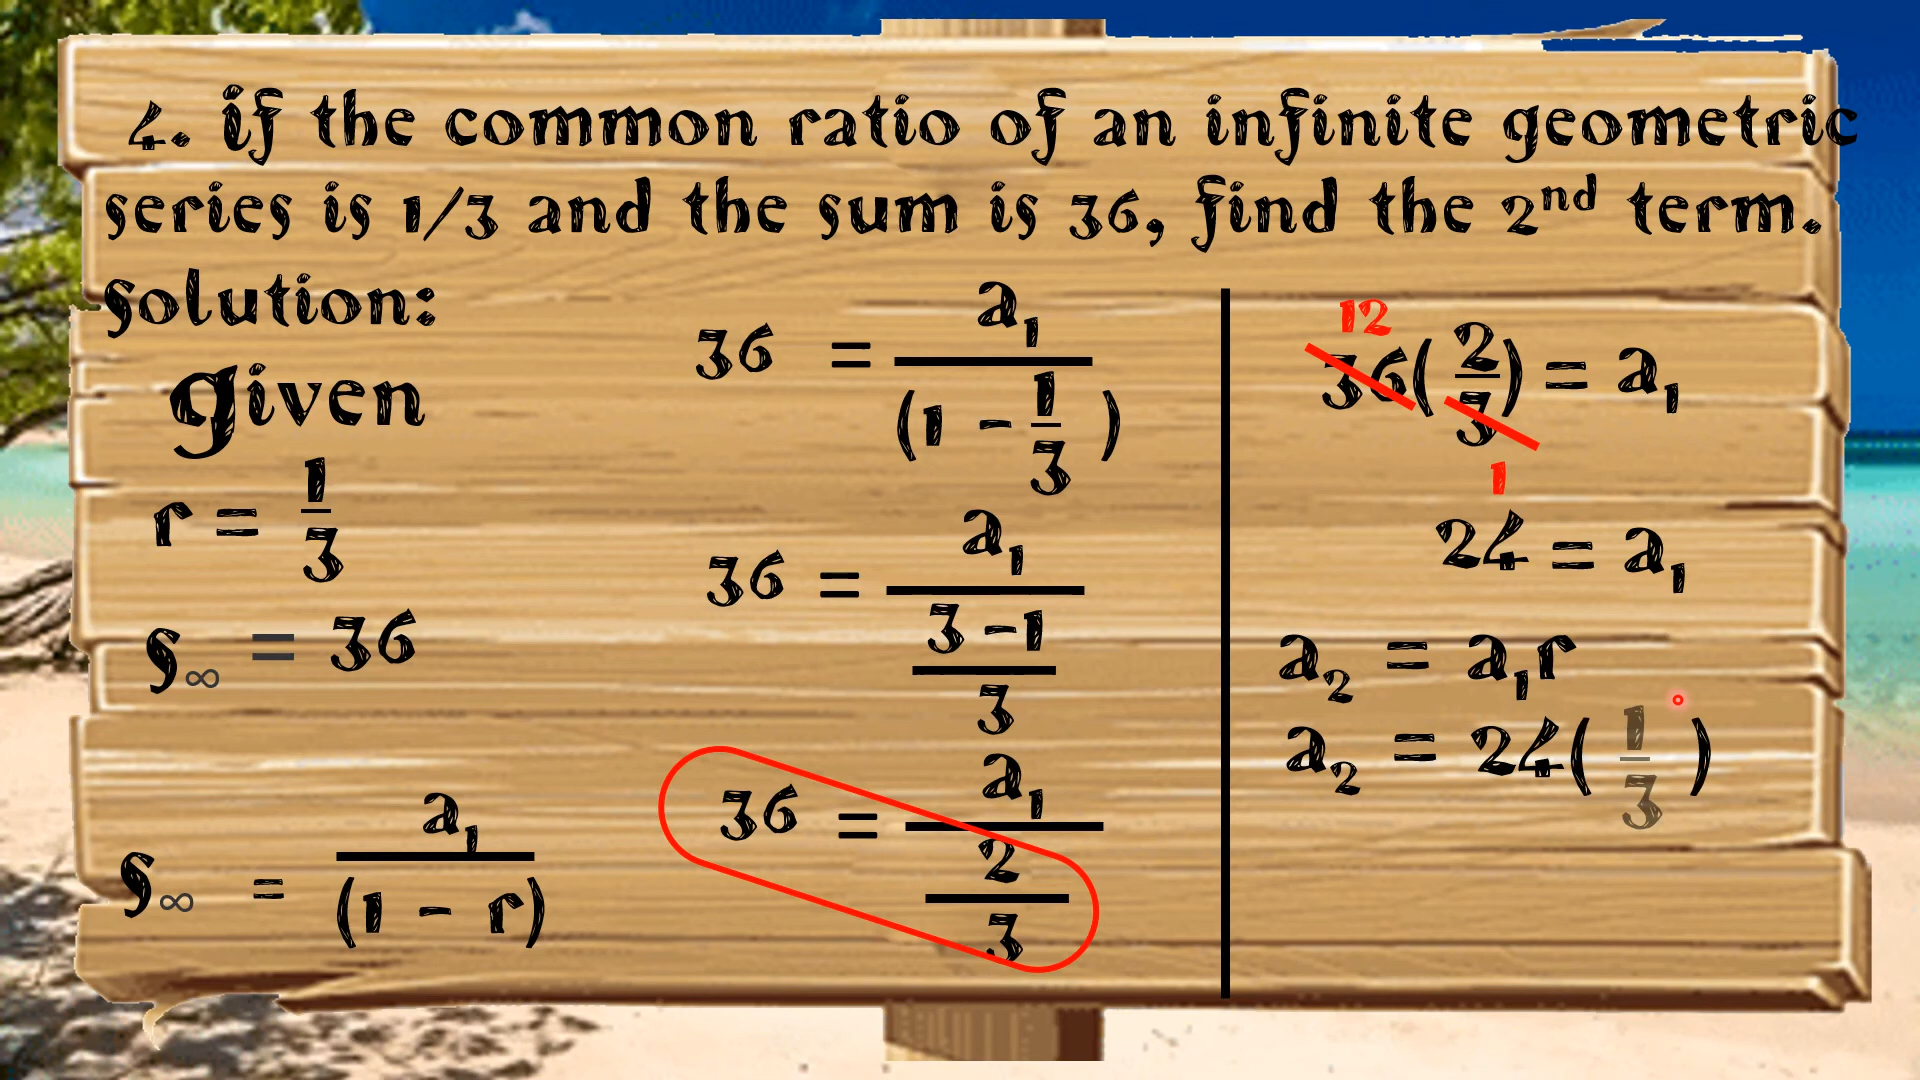 4. If the common ratio of an infinite geometric
series is 1/3 and the sum is 36, find the 2nd term.
Solution:
Given
r = 1/3
S∞ = 36
S∞ = a₁/(1 - r)
36 = a₁/(1 - 1/3)
36 = a₁/((3-1)/3)
36 = a₁/(2/3)
12
36(2/3) = a₁
1
24 = a₁
a₂ = a₁r
a₂ = 24(1/3)